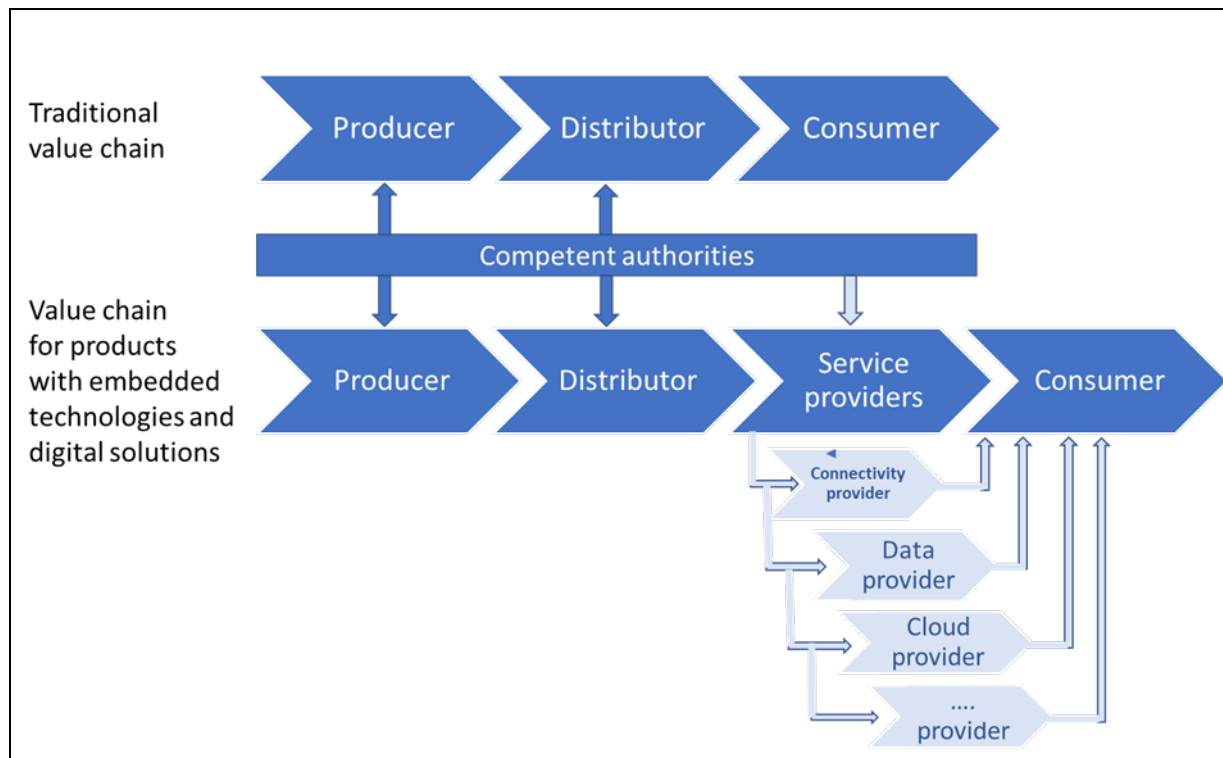 Traditional
value chain
Producer
Distributor
Consumer
Competent authorities
Value chain
for products
with embedded
technologies and
digital solutions
Producer
Distributor
Service
providers
Consumer
Connectivity
provider
Data
provider
Cloud
provider
....
provider